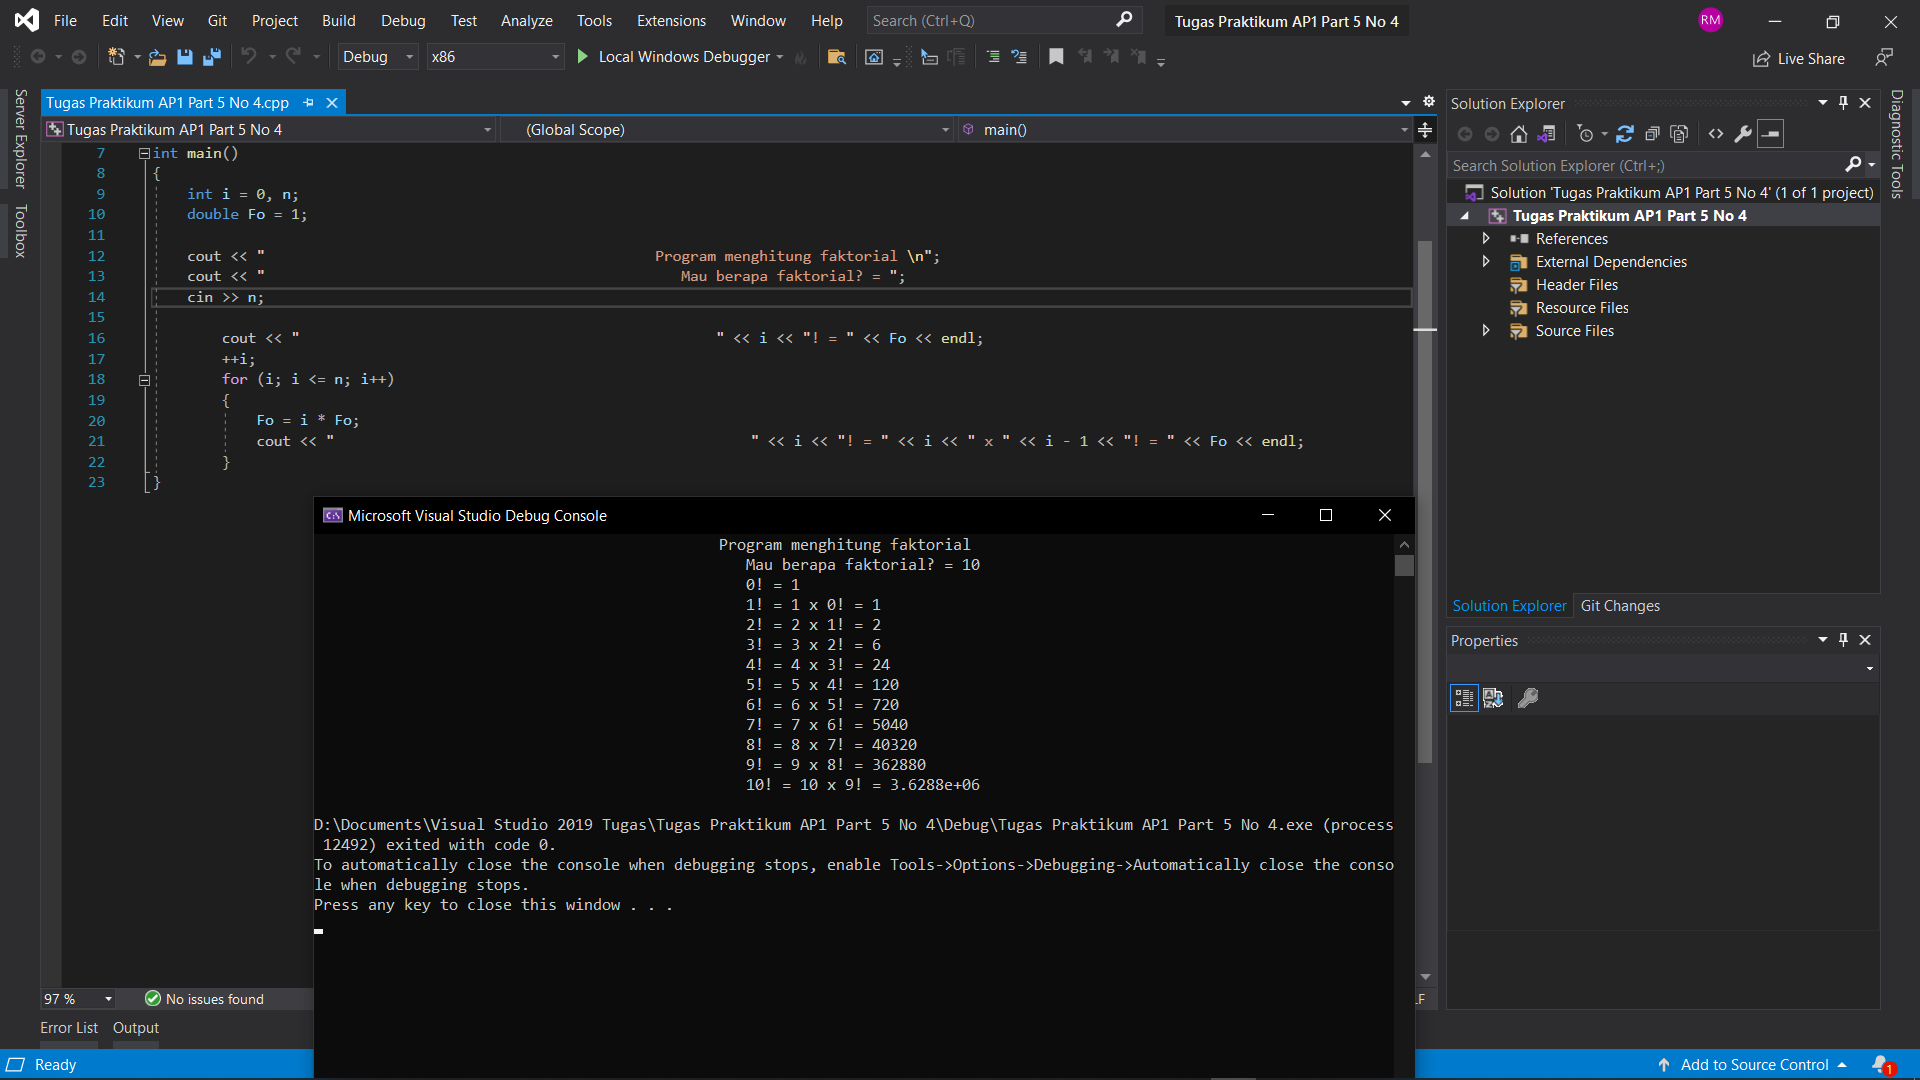 File Edit View Git Project Build Debug Test Analyze Tools Extensions Window Help Search (Ctrl+Q) Tugas Praktikum AP1 Part 5 No 4 RM
Debug x86 Local Windows Debugger Live Share
Server Explorer
Toolbox
Tugas Praktikum AP1 Part 5 No 4.cpp
Tugas Praktikum AP1 Part 5 No 4 (Global Scope) main()
7 int main()
8 {
9 int i = 0, n;
10 double Fo = 1;
11
12 cout << " Program menghitung faktorial \n";
13 cout << " Mau berapa faktorial? = ";
14 cin >> n;
15
16 cout << " " << i << "! = " << Fo << endl;
17 ++i;
18 for (i; i <= n; i++)
19 {
20 Fo = i * Fo;
21 cout << " " << i << "! = " << i << " x " << i - 1 << "! = " << Fo << endl;
22 }
23 }
Microsoft Visual Studio Debug Console
Program menghitung faktorial
Mau berapa faktorial? = 10
0! = 1
1! = 1 x 0! = 1
2! = 2 x 1! = 2
3! = 3 x 2! = 6
4! = 4 x 3! = 24
5! = 5 x 4! = 120
6! = 6 x 5! = 720
7! = 7 x 6! = 5040
8! = 8 x 7! = 40320
9! = 9 x 8! = 362880
10! = 10 x 9! = 3.6288e+06
D:\Documents\Visual Studio 2019 Tugas\Tugas Praktikum AP1 Part 5 No 4\Debug\Tugas Praktikum AP1 Part 5 No 4.exe (process
12492) exited with code 0.
To automatically close the console when debugging stops, enable Tools->Options->Debugging->Automatically close the conso
le when debugging stops.
Press any key to close this window . . .
Solution Explorer
Search Solution Explorer (Ctrl+;)
Solution 'Tugas Praktikum AP1 Part 5 No 4' (1 of 1 project)
Tugas Praktikum AP1 Part 5 No 4
References
External Dependencies
Header Files
Resource Files
Source Files
Solution Explorer Git Changes
Properties
Diagnostic Tools
97 % No issues found LF
Error List Output
Ready Add to Source Control 1